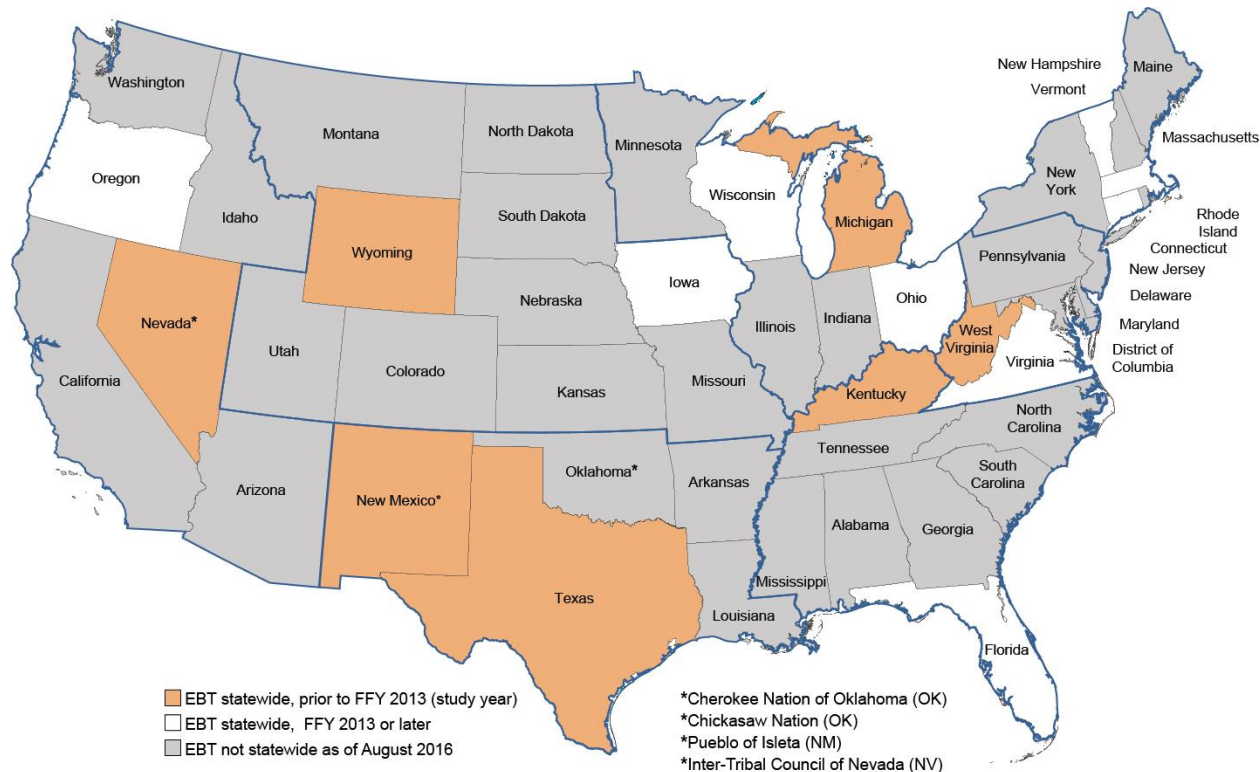 Washington
Montana
North Dakota
Minnesota
New Hampshire
Vermont
Maine
Massachusetts
Oregon
Idaho
South Dakota
Wisconsin
Michigan
New
York
Rhode
Island
Connecticut
Wyoming
Nebraska
Iowa
Pennsylvania
New Jersey
Delaware
Maryland
District of
Columbia
Nevada*
Utah
Colorado
Kansas
Missouri
Illinois
Indiana
Ohio
West
Virginia
Virginia
California
Kentucky
Arizona
New Mexico*
Oklahoma*
Arkansas
Tennessee
North
Carolina
South
Carolina
Texas
Louisiana
Mississippi
Alabama
Georgia
Florida
EBT statewide, prior to FFY 2013 (study year)
EBT statewide, FFY 2013 or later
EBT not statewide as of August 2016
*Cherokee Nation of Oklahoma (OK)
*Chickasaw Nation (OK)
*Pueblo of Isleta (NM)
*Inter-Tribal Council of Nevada (NV)